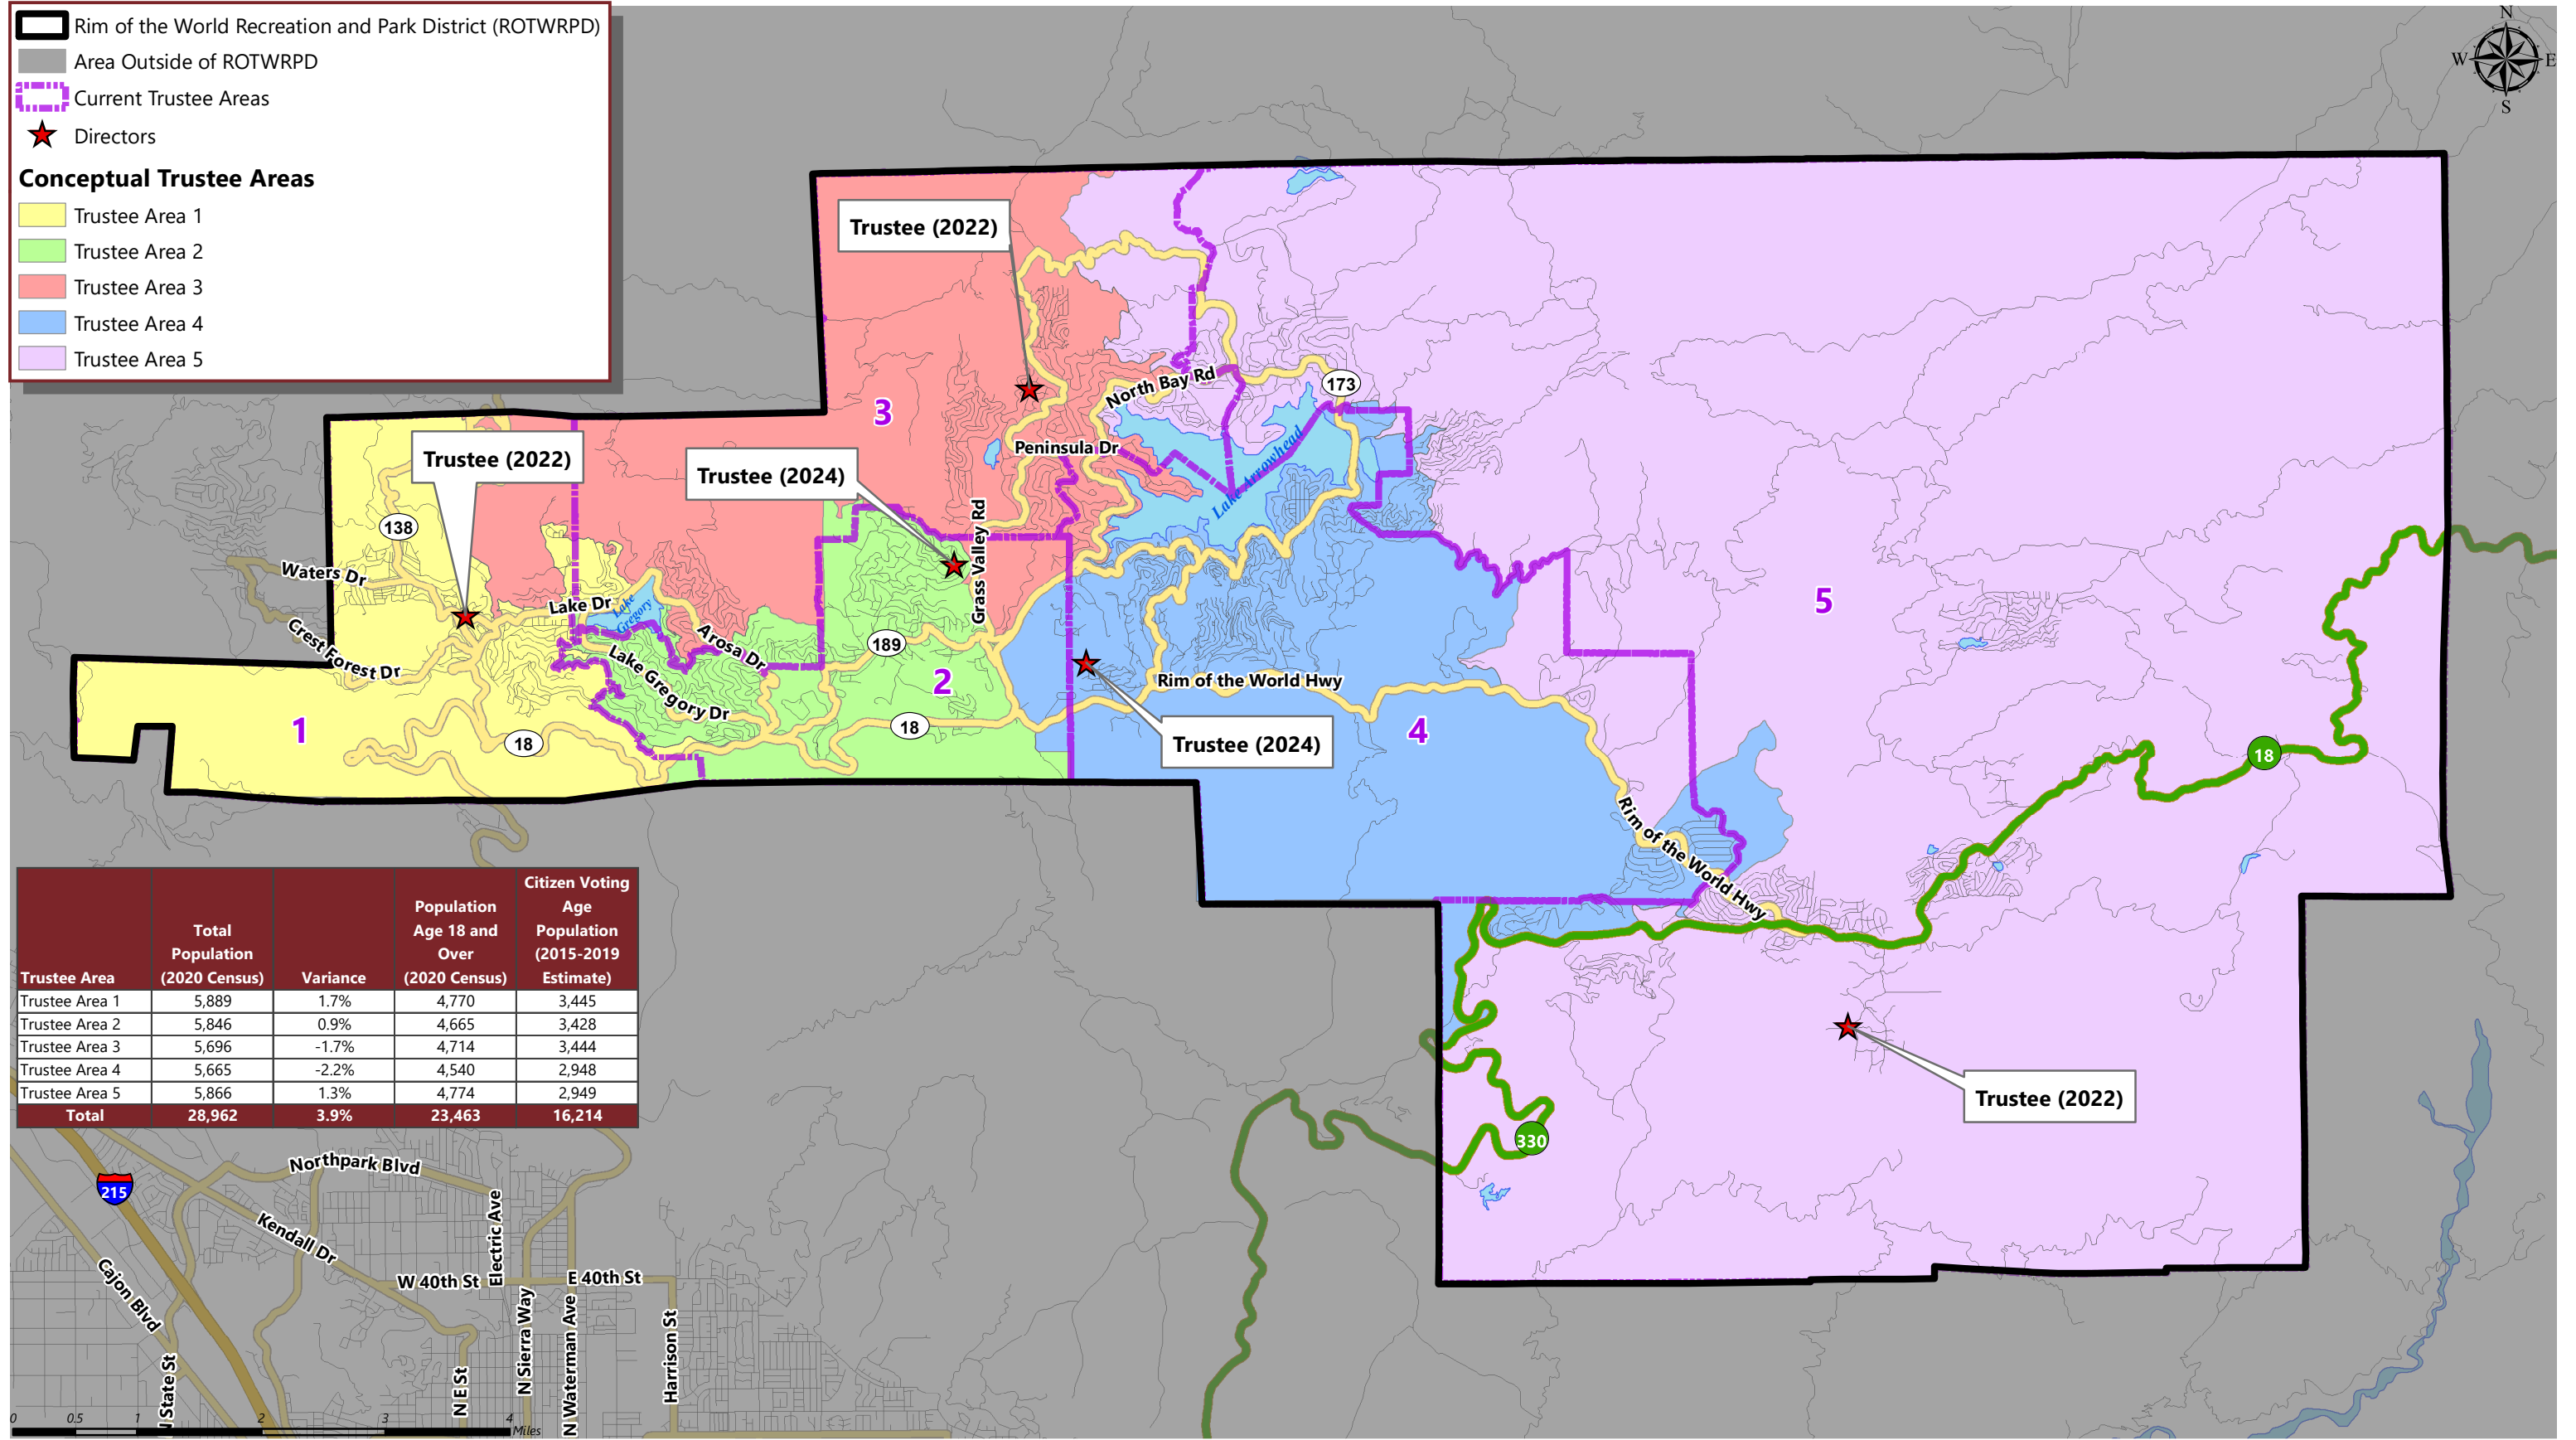 Rim of the World Recreation and Park District (ROTWRPD)
Area Outside of ROTWRPD
Current Trustee Areas
Directors
Conceptual Trustee Areas
Trustee Area 1
Trustee Area 2
Trustee Area 3
Trustee Area 4
Trustee Area 5
N
W E
S
Trustee (2022)
173
North Bay Rd
3
Peninsula Dr
Lake Arrowhead
Trustee (2022)
Trustee (2024)
138
Grass Valley Rd
Waters Dr
Lake Dr
Lake
Gregory
5
Crest Forest Dr
Arosa Dr
189
Lake Gregory Dr
2
Rim of the World Hwy
1
18
18
4
Trustee (2024)
18
Rim of the World Hwy
Trustee (2022)
330
Trustee Area Total Population (2020 Census) Variance Population Age 18 and Over (2020 Census) Citizen Voting Age Population (2015-2019 Estimate)
Trustee Area 1 5,889 1.7% 4,770 3,445
Trustee Area 2 5,846 0.9% 4,665 3,428
Trustee Area 3 5,696 -1.7% 4,714 3,444
Trustee Area 4 5,665 -2.2% 4,540 2,948
Trustee Area 5 5,866 1.3% 4,774 2,949
Total 28,962 3.9% 23,463 16,214
Northpark Blvd
215
Kendall Dr
Electric Ave
Cajon Blvd
W 40th St
E 40th St
N State St
N E St
N Sierra Way
N Waterman Ave
Harrison St
0 0.5 1 2 3 4
Miles